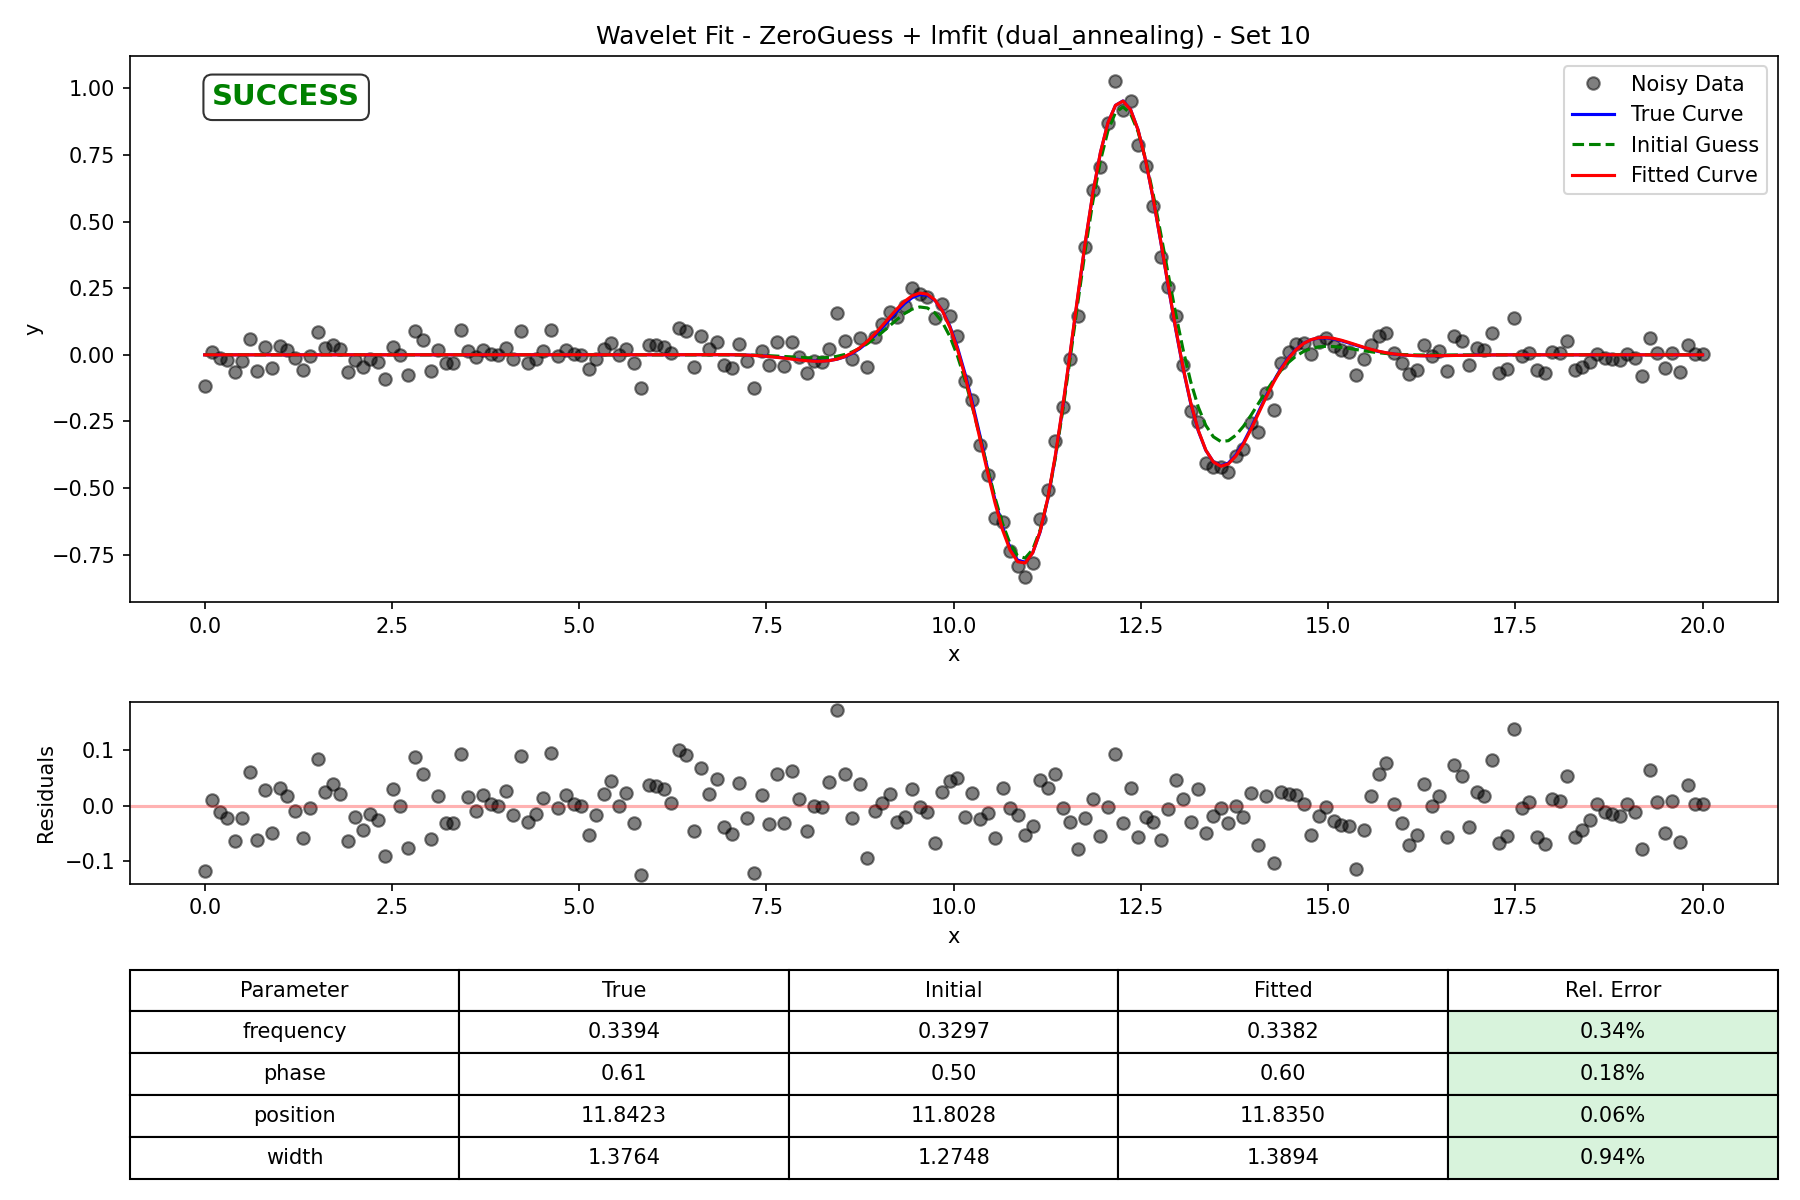 Wavelet Fit - ZeroGuess + lmfit (dual_annealing) - Set 10
SUCCESS
Noisy Data
True Curve
Initial Guess
Fitted Curve
1.00
0.75
0.50
0.25
0.00
−0.25
−0.50
−0.75
y
0.0 2.5 5.0 7.5 10.0 12.5 15.0 17.5 20.0
x
0.1
0.0
−0.1
Residuals
0.0 2.5 5.0 7.5 10.0 12.5 15.0 17.5 20.0
x
Parameter True Initial Fitted Rel. Error
frequency 0.3394 0.3297 0.3382 0.34%
phase 0.61 0.50 0.60 0.18%
position 11.8423 11.8028 11.8350 0.06%
width 1.3764 1.2748 1.3894 0.94%